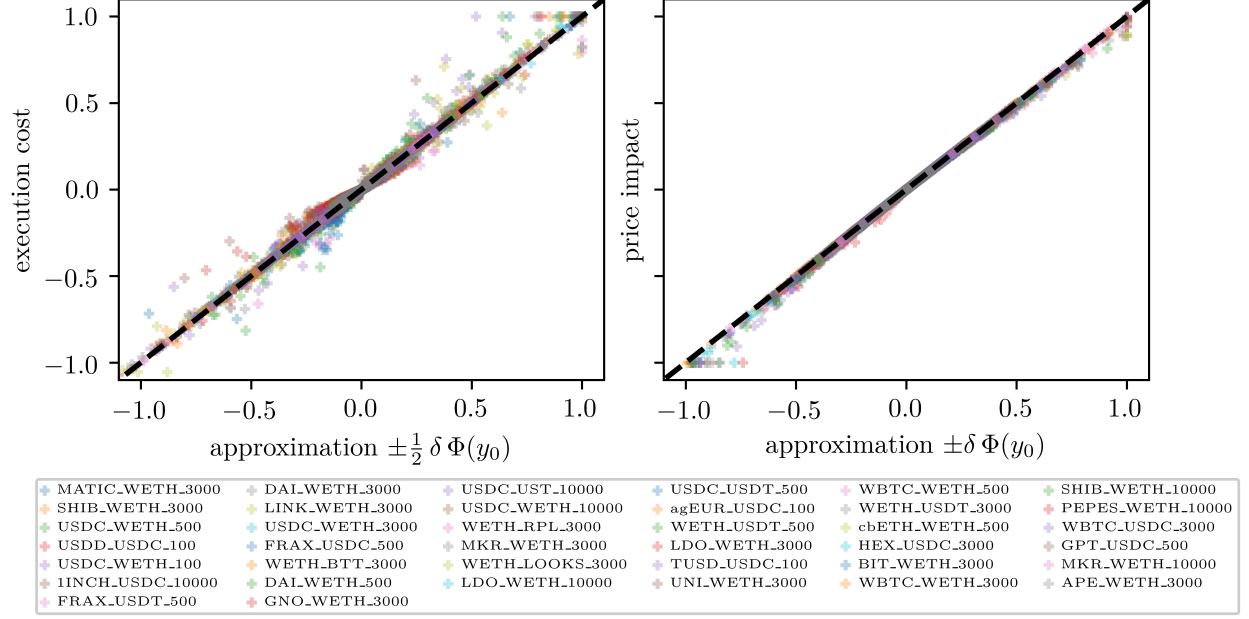 1.0
0.5
0.0
−0.5
−1.0
execution cost
−1.0 −0.5 0.0 0.5 1.0
approximation ±½ δ Φ(y₀)
price impact
−1.0 −0.5 0.0 0.5 1.0
approximation ±δ Φ(y₀)
MATIC_WETH_3000 DAI_WETH_3000 USDC_UST_10000 USDC_USDT_500 WBTC_WETH_500 SHIB_WETH_10000
SHIB_WETH_3000 LINK_WETH_3000 USDC_WETH_10000 agEUR_USDC_100 WETH_USDT_3000 PEPES_WETH_10000
USDC_WETH_500 USDC_WETH_3000 WETH_RPL_3000 WETH_USDT_500 cbETH_WETH_500 WBTC_USDC_3000
USDD_USDC_100 FRAX_USDC_500 MKR_WETH_3000 LDO_WETH_3000 HEX_USDC_3000 GPT_USDC_500
USDC_WETH_100 WETH_BTT_3000 WETH_LOOKS_3000 TUSD_USDC_100 BIT_WETH_3000 MKR_WETH_10000
1INCH_USDC_10000 DAI_WETH_500 LDO_WETH_10000 UNI_WETH_3000 WBTC_WETH_3000 APE_WETH_3000
FRAX_USDT_500 GNO_WETH_3000